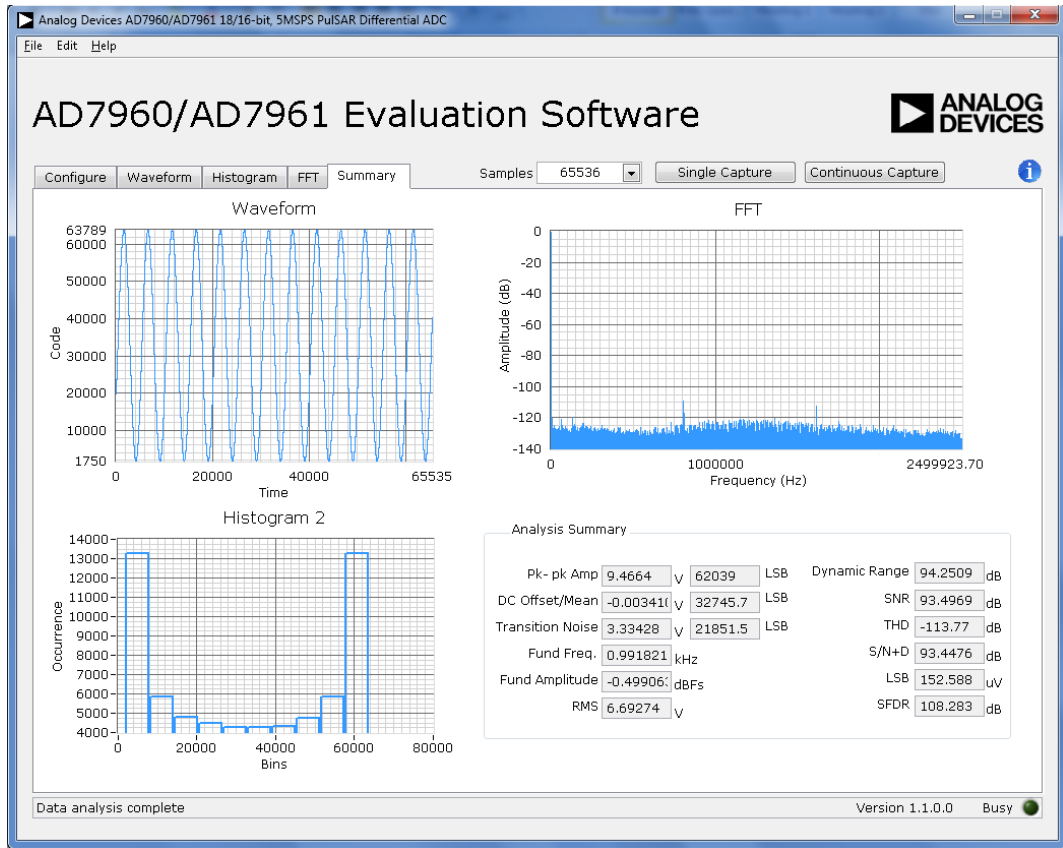 Analog Devices AD7960/AD7961 18/16-bit, 5MSPS PulSAR Differential ADC
File Edit Help
AD7960/AD7961 Evaluation Software
ANALOG
DEVICES
Configure Waveform Histogram FFT Summary
Samples 65536 Single Capture Continuous Capture
Waveform
63789
60000
50000
40000
30000
20000
10000
1750
Code
0 20000 40000 65535
Time
FFT
0
-20
-40
-60
-80
-100
-120
-140
Amplitude (dB)
0 1000000 2499923.70
Frequency (Hz)
Histogram 2
14000
13000
12000
11000
10000
9000
8000
7000
6000
5000
4000
Occurrence
0 20000 40000 60000 80000
Bins
Analysis Summary
Pk- pk Amp 9.4664 V 62039 LSB
DC Offset/Mean -0.00341 V 32745.7 LSB
Transition Noise 3.33428 V 21851.5 LSB
Fund Freq. 0.991821 kHz
Fund Amplitude -0.49906 dBFs
RMS 6.69274 V
Dynamic Range 94.2509 dB
SNR 93.4969 dB
THD -113.77 dB
S/N+D 93.4476 dB
LSB 152.588 uV
SFDR 108.283 dB
Data analysis complete
Version 1.1.0.0 Busy